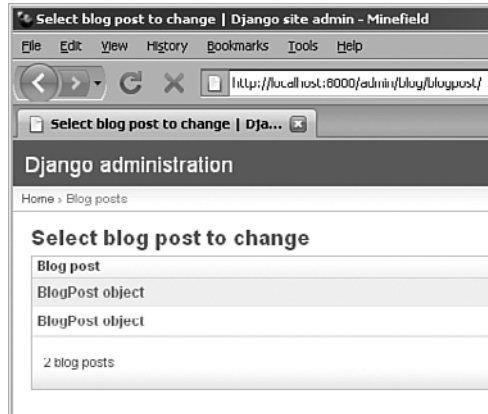 Select blog post to change | Django site admin - Minefield
File Edit View History Bookmarks Tools Help
http://localhost:8000/admin/blog/blogpost/
Select blog post to change | Dja...
Django administration
Home › Blog posts
Select blog post to change
Blog post
BlogPost object
BlogPost object
2 blog posts